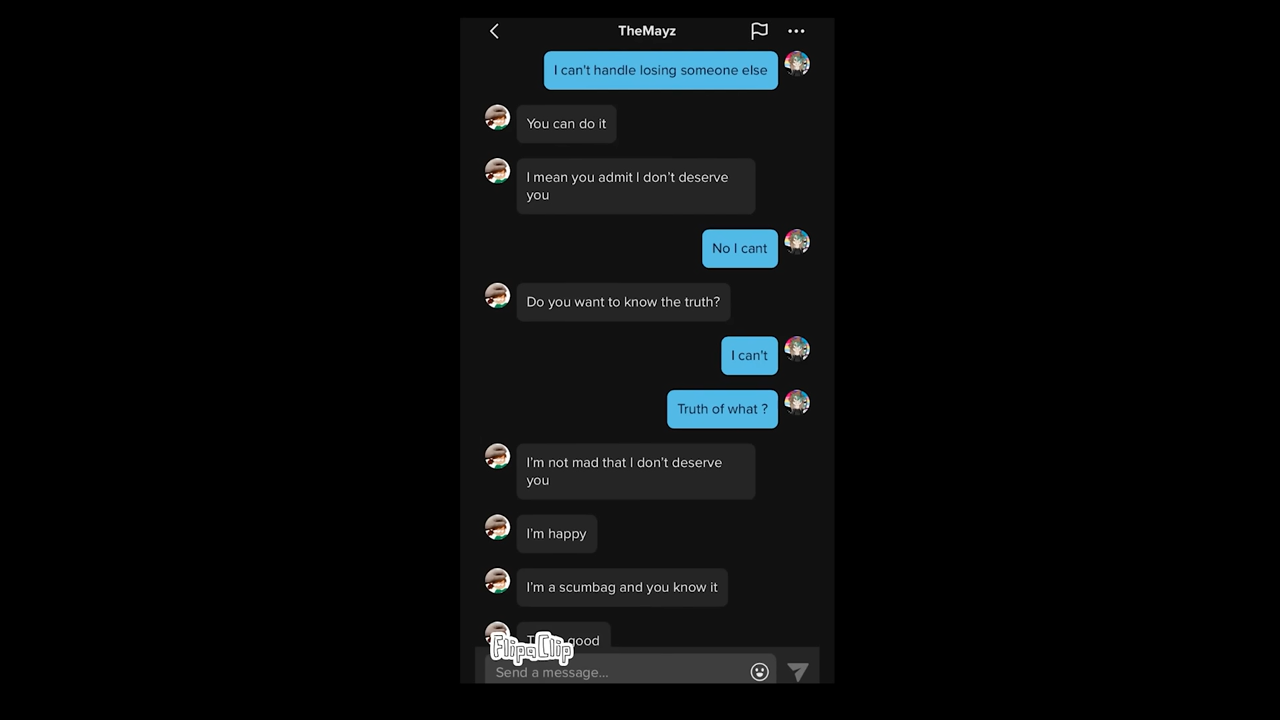 TheMayz
I can't handle losing someone else
You can do it
I mean you admit I don't deserve
you
No I cant
Do you want to know the truth?
I can't
Truth of what ?
I'm not mad that I don't deserve
you
I'm happy
I'm a scumbag and you know it
good
FlipaClip
Send a message...